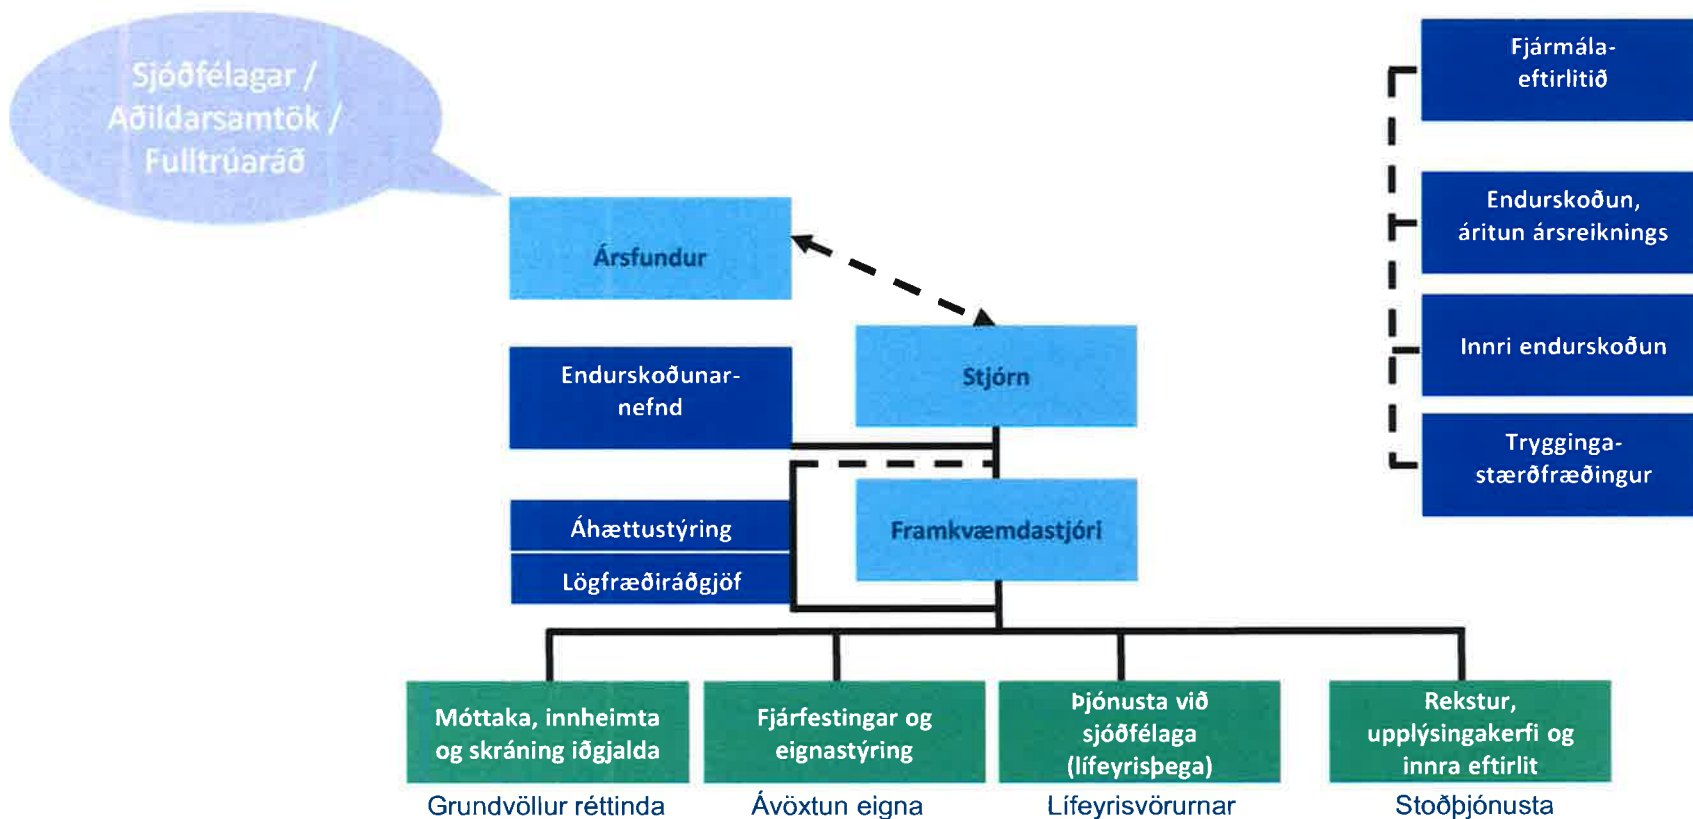 Sjóðfélagar /
Aðildarsamtök /
Fulltrúaráð
Fjármála-
eftirlitið
Endurskoðun,
áritun ársreiknings
Innri endurskoðun
Trygginga-
stærðfræðingur
Ársfundur
Stjórn
Endurskoðunar-
nefnd
Áhættustýring
Lögfræðiráðgjöf
Framkvæmdastjóri
Móttaka, innheimta
og skráning iðgjalda
Grundvöllur réttinda
Fjárfestingar og
eignastýring
Ávöxtun eigna
Þjónusta við
sjóðfélaga
(lífeyrisþega)
Lífeyrisvörurnar
Rekstur,
upplýsingakerfi og
innra eftirlit
Stoðþjónusta